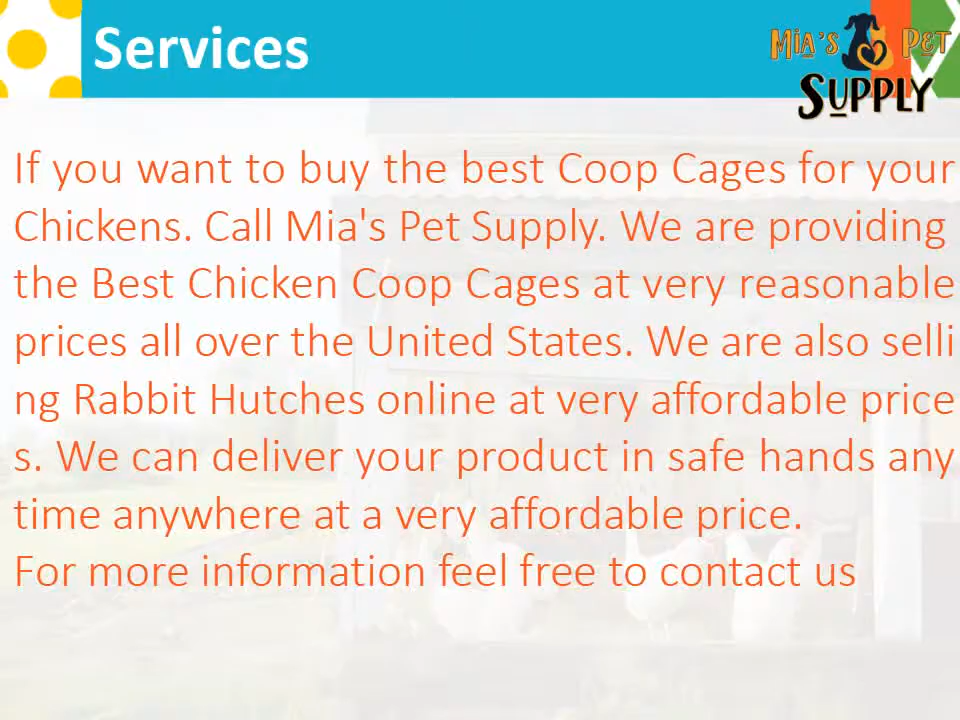 Services
Mia's Pet
Supply
If you want to buy the best Coop Cages for your
Chickens. Call Mia's Pet Supply. We are providing
the Best Chicken Coop Cages at very reasonable
prices all over the United States. We are also selli
ng Rabbit Hutches online at very affordable price
s. We can deliver your product in safe hands any
time anywhere at a very affordable price.
For more information feel free to contact us